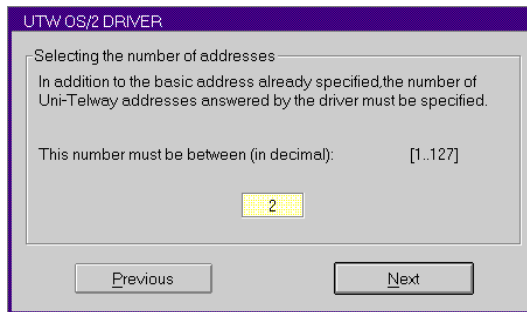 UTW OS/2 DRIVER
Selecting the number of addresses
In addition to the basic address already specified,the number of
Uni-Telway addresses answered by the driver must be specified.
This number must be between (in decimal): [1..127]
2
Previous Next